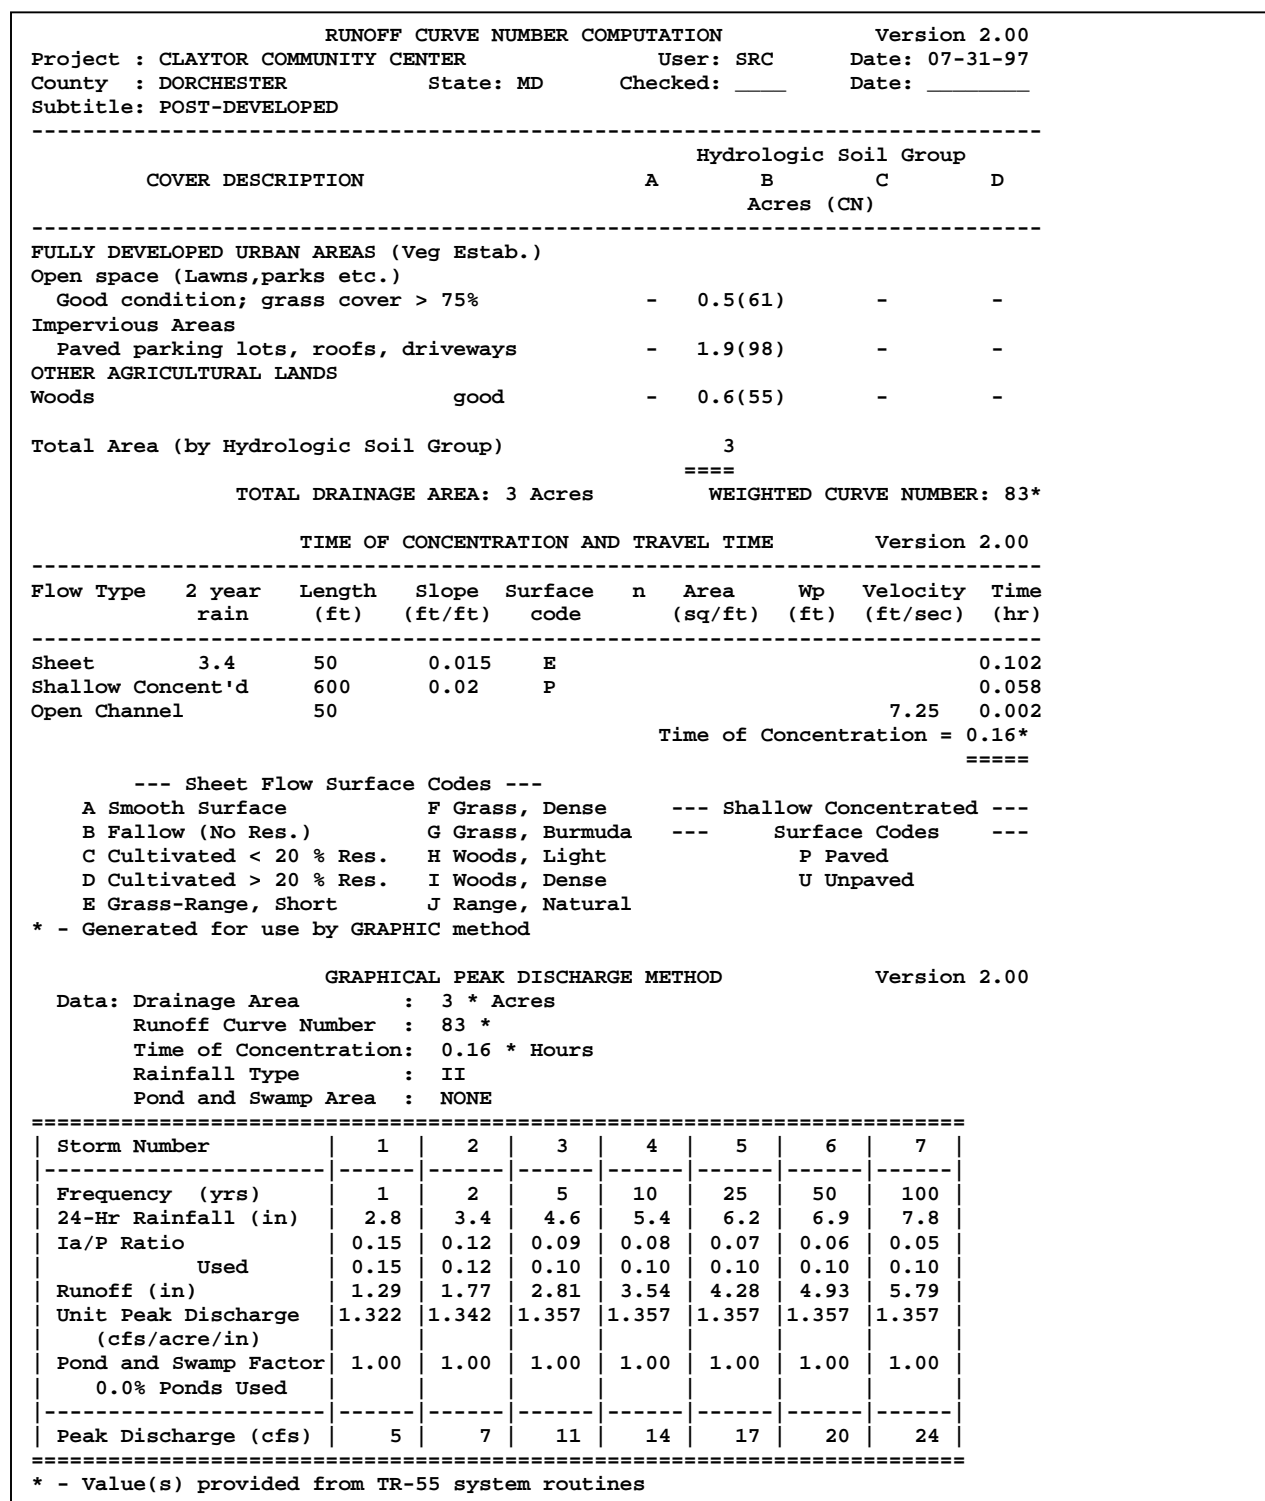 RUNOFF CURVE NUMBER COMPUTATION Version 2.00
Project : CLAYTOR COMMUNITY CENTER User: SRC Date: 07-31-97
County : DORCHESTER State: MD Checked: ____ Date: ________
Subtitle: POST-DEVELOPED
-------------------------------------------------------------------------------
Hydrologic Soil Group
COVER DESCRIPTION A B C D
Acres (CN)
-------------------------------------------------------------------------------
FULLY DEVELOPED URBAN AREAS (Veg Estab.)
Open space (Lawns,parks etc.)
Good condition; grass cover > 75% - 0.5(61) - -
Impervious Areas
Paved parking lots, roofs, driveways - 1.9(98) - -
OTHER AGRICULTURAL LANDS
Woods good - 0.6(55) - -
Total Area (by Hydrologic Soil Group) 3
====
TOTAL DRAINAGE AREA: 3 Acres WEIGHTED CURVE NUMBER: 83*
TIME OF CONCENTRATION AND TRAVEL TIME Version 2.00
-------------------------------------------------------------------------------
Flow Type 2 year Length Slope Surface n Area Wp Velocity Time
rain (ft) (ft/ft) code (sq/ft) (ft) (ft/sec) (hr)
-------------------------------------------------------------------------------
Sheet 3.4 50 0.015 E 0.102
Shallow Concent'd 600 0.02 P 0.058
Open Channel 50 7.25 0.002
Time of Concentration = 0.16*
=====
--- Sheet Flow Surface Codes ---
A Smooth Surface F Grass, Dense --- Shallow Concentrated ---
B Fallow (No Res.) G Grass, Burmuda --- Surface Codes ---
C Cultivated < 20 % Res. H Woods, Light P Paved
D Cultivated > 20 % Res. I Woods, Dense U Unpaved
E Grass-Range, Short J Range, Natural
* - Generated for use by GRAPHIC method
GRAPHICAL PEAK DISCHARGE METHOD Version 2.00
Data: Drainage Area : 3 * Acres
Runoff Curve Number : 83 *
Time of Concentration: 0.16 * Hours
Rainfall Type : II
Pond and Swamp Area : NONE
=========================================================================
| Storm Number | 1 | 2 | 3 | 4 | 5 | 6 | 7 |
|----------------------|------|------|------|------|------|------|------|
| Frequency (yrs) | 1 | 2 | 5 | 10 | 25 | 50 | 100 |
| 24-Hr Rainfall (in) | 2.8 | 3.4 | 4.6 | 5.4 | 6.2 | 6.9 | 7.8 |
| Ia/P Ratio | 0.15 | 0.12 | 0.09 | 0.08 | 0.07 | 0.06 | 0.05 |
| Used | 0.15 | 0.12 | 0.10 | 0.10 | 0.10 | 0.10 | 0.10 |
| Runoff (in) | 1.29 | 1.77 | 2.81 | 3.54 | 4.28 | 4.93 | 5.79 |
| Unit Peak Discharge |1.322 |1.342 |1.357 |1.357 |1.357 |1.357 |1.357 |
| (cfs/acre/in) | | | | | | | |
| Pond and Swamp Factor| 1.00 | 1.00 | 1.00 | 1.00 | 1.00 | 1.00 | 1.00 |
| 0.0% Ponds Used | | | | | | | |
|----------------------|------|------|------|------|------|------|------|
| Peak Discharge (cfs) | 5 | 7 | 11 | 14 | 17 | 20 | 24 |
=========================================================================
* - Value(s) provided from TR-55 system routines